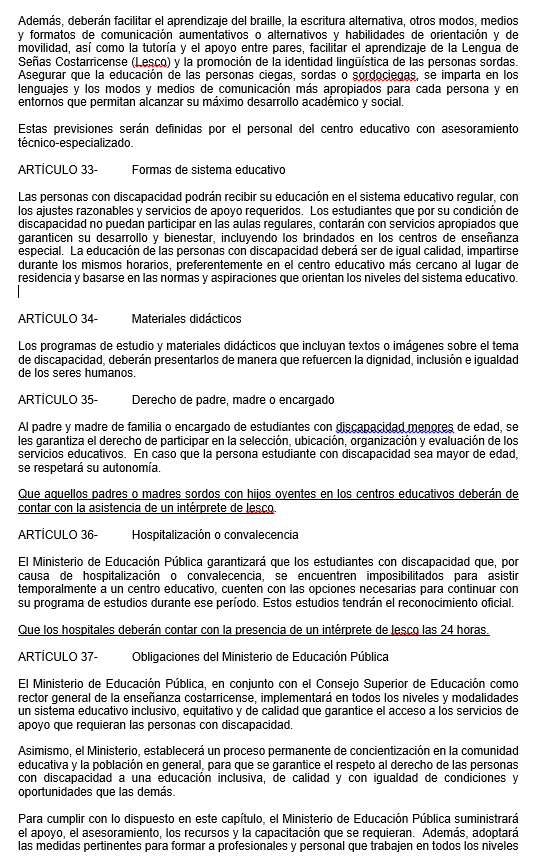 Además, deberán facilitar el aprendizaje del braille, la escritura alternativa, otros modos, medios
y formatos de comunicación aumentativos o alternativos y habilidades de orientación y de
movilidad, así como la tutoría y el apoyo entre pares, facilitar el aprendizaje de la Lengua de
Señas Costarricense (Lesco) y la promoción de la identidad lingüística de las personas sordas.
Asegurar que la educación de las personas ciegas, sordas o sordociegas, se imparta en los
lenguajes y los modos y medios de comunicación más apropiados para cada persona y en
entornos que permitan alcanzar su máximo desarrollo académico y social.
Estas previsiones serán definidas por el personal del centro educativo con asesoramiento
técnico-especializado.
ARTÍCULO 33- Formas de sistema educativo
Las personas con discapacidad podrán recibir su educación en el sistema educativo regular, con
los ajustes razonables y servicios de apoyo requeridos. Los estudiantes que por su condición de
discapacidad no puedan participar en las aulas regulares, contarán con servicios apropiados que
garanticen su desarrollo y bienestar, incluyendo los brindados en los centros de enseñanza
especial. La educación de las personas con discapacidad deberá ser de igual calidad, impartirse
durante los mismos horarios, preferentemente en el centro educativo más cercano al lugar de
residencia y basarse en las normas y aspiraciones que orientan los niveles del sistema educativo.
ARTÍCULO 34- Materiales didácticos
Los programas de estudio y materiales didácticos que incluyan textos o imágenes sobre el tema
de discapacidad, deberán presentarlos de manera que refuercen la dignidad, inclusión e igualdad
de los seres humanos.
ARTÍCULO 35- Derecho de padre, madre o encargado
Al padre y madre de familia o encargado de estudiantes con discapacidad menores de edad, se
les garantiza el derecho de participar en la selección, ubicación, organización y evaluación de los
servicios educativos. En caso que la persona estudiante con discapacidad sea mayor de edad,
se respetará su autonomía.
Que aquellos padres o madres sordos con hijos oyentes en los centros educativos deberán de
contar con la asistencia de un intérprete de lesco.
ARTÍCULO 36- Hospitalización o convalecencia
El Ministerio de Educación Pública garantizará que los estudiantes con discapacidad que, por
causa de hospitalización o convalecencia, se encuentren imposibilitados para asistir
temporalmente a un centro educativo, cuenten con las opciones necesarias para continuar con
su programa de estudios durante ese período. Estos estudios tendrán el reconocimiento oficial.
Que los hospitales deberán contar con la presencia de un intérprete de lesco las 24 horas.
ARTÍCULO 37- Obligaciones del Ministerio de Educación Pública
El Ministerio de Educación Pública, en conjunto con el Consejo Superior de Educación como
rector general de la enseñanza costarricense, implementará en todos los niveles y modalidades
un sistema educativo inclusivo, equitativo y de calidad que garantice el acceso a los servicios de
apoyo que requieran las personas con discapacidad.
Asimismo, el Ministerio, establecerá un proceso permanente de concientización en la comunidad
educativa y la población en general, para que se garantice el respeto al derecho de las personas
con discapacidad a una educación inclusiva, de calidad y con igualdad de condiciones y
oportunidades que las demás.
Para cumplir con lo dispuesto en este capítulo, el Ministerio de Educación Pública suministrará
el apoyo, el asesoramiento, los recursos y la capacitación que se requieran. Además, adoptará
las medidas pertinentes para formar a profesionales y personal que trabajen en todos los niveles